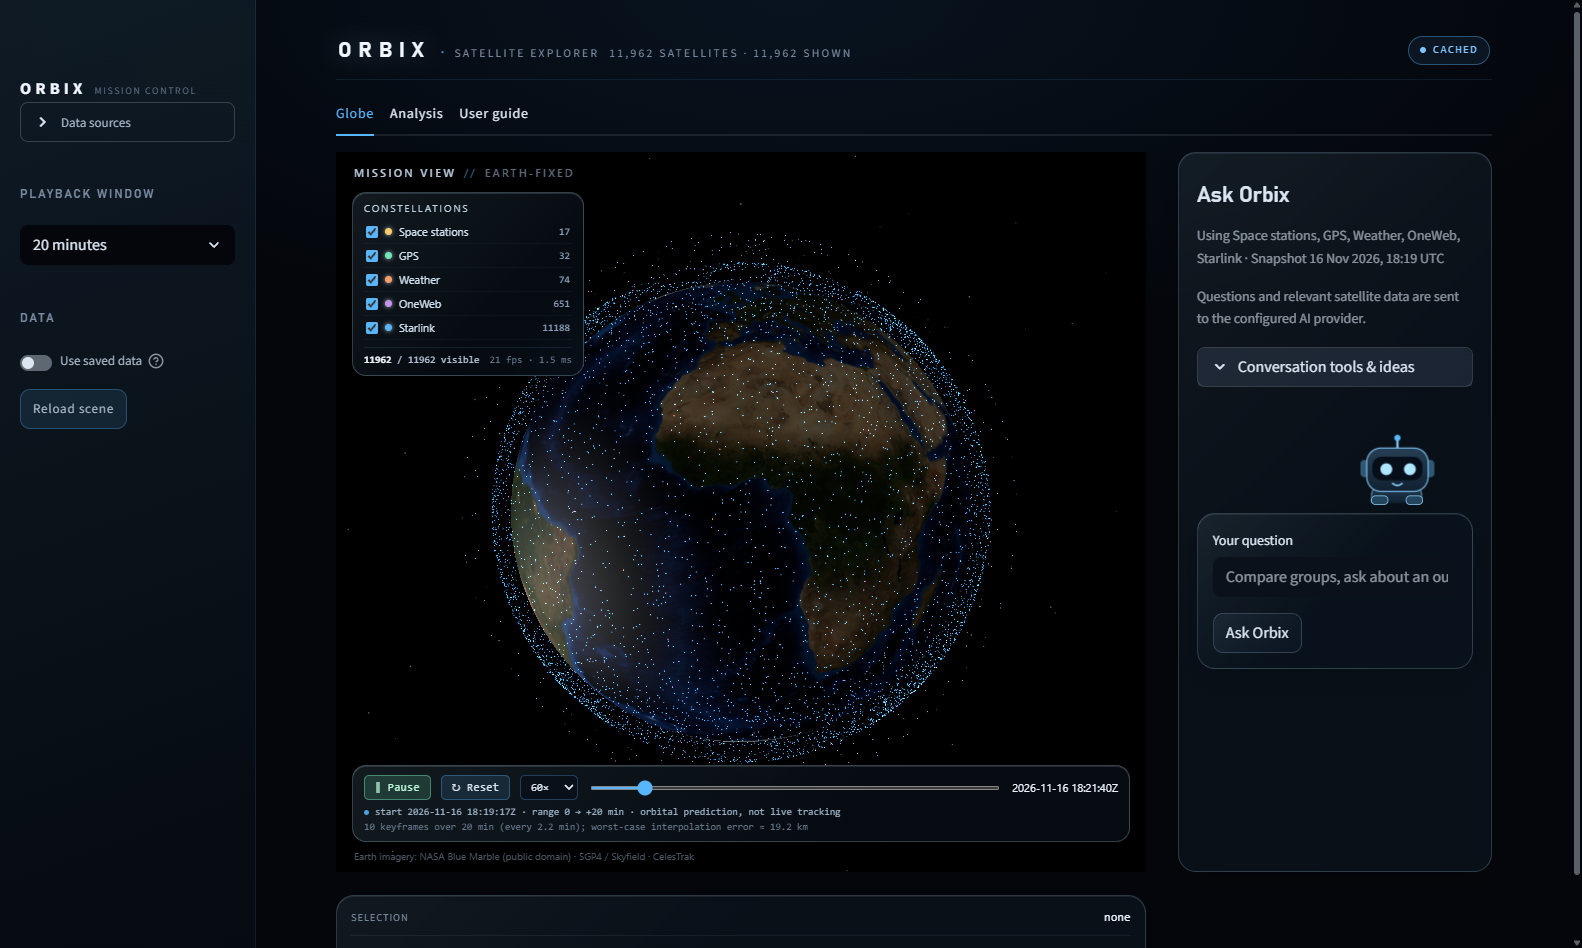 ORBIX MISSION CONTROL
Data sources
PLAYBACK WINDOW
20 minutes
DATA
Use saved data ?
Reload scene
ORBIX · SATELLITE EXPLORER 11,962 SATELLITES · 11,962 SHOWN
CACHED
Globe Analysis User guide
MISSION VIEW // EARTH-FIXED
CONSTELLATIONS
Space stations 17
GPS 32
Weather 74
OneWeb 651
Starlink 11188
11962 / 11962 visible 21 fps · 1.5 ms
Pause Reset 60× 2026-11-16 18:21:40Z
start 2026-11-16 18:19:17Z · range 0 → +20 min · orbital prediction, not live tracking
10 keyframes over 20 min (every 2.2 min); worst-case interpolation error ≈ 19.2 km
Earth imagery: NASA Blue Marble (public domain) · SGP4 / Skyfield · CelesTrak
SELECTION none
Ask Orbix
Using Space stations, GPS, Weather, OneWeb,
Starlink · Snapshot 16 Nov 2026, 18:19 UTC
Questions and relevant satellite data are sent
to the configured AI provider.
Conversation tools & ideas
Your question
Compare groups, ask about an ou
Ask Orbix